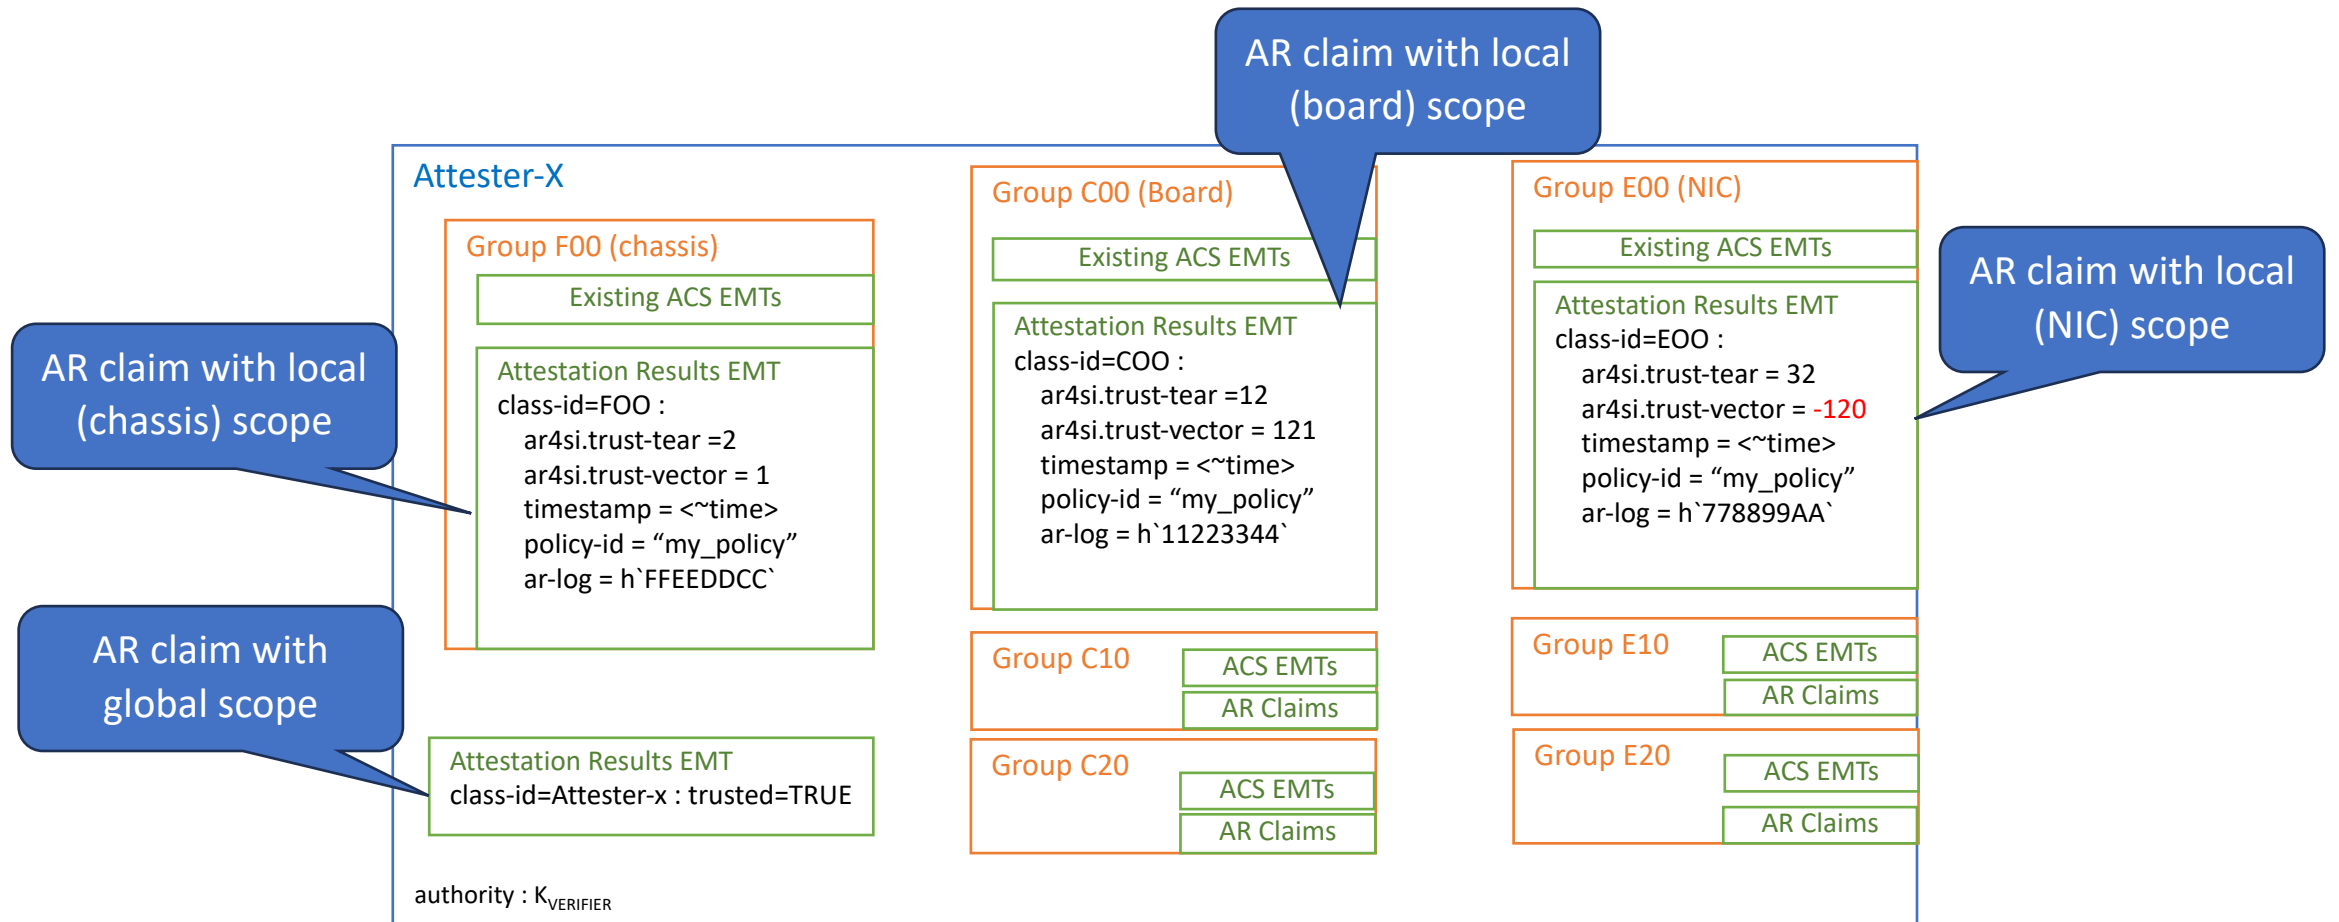 AR claim with local
(board) scope
Attester-X
Group F00 (chassis)
Existing ACS EMTs
Attestation Results EMT
class-id=FOO :
ar4si.trust-tear =2
ar4si.trust-vector = 1
timestamp = <~time>
policy-id = “my_policy”
ar-log = h`FFEEDDCC`
AR claim with local
(chassis) scope
AR claim with
global scope
Attestation Results EMT
class-id=Attester-x : trusted=TRUE
authority : KVERIFIER
Group C00 (Board)
Existing ACS EMTs
Attestation Results EMT
class-id=COO :
ar4si.trust-tear =12
ar4si.trust-vector = 121
timestamp = <~time>
policy-id = “my_policy”
ar-log = h`11223344`
Group C10
ACS EMTs
AR Claims
Group C20
ACS EMTs
AR Claims
Group E00 (NIC)
Existing ACS EMTs
Attestation Results EMT
class-id=EOO :
ar4si.trust-tear = 32
ar4si.trust-vector = -120
timestamp = <~time>
policy-id = “my_policy”
ar-log = h`778899AA`
AR claim with local
(NIC) scope
Group E10
ACS EMTs
AR Claims
Group E20
ACS EMTs
AR Claims